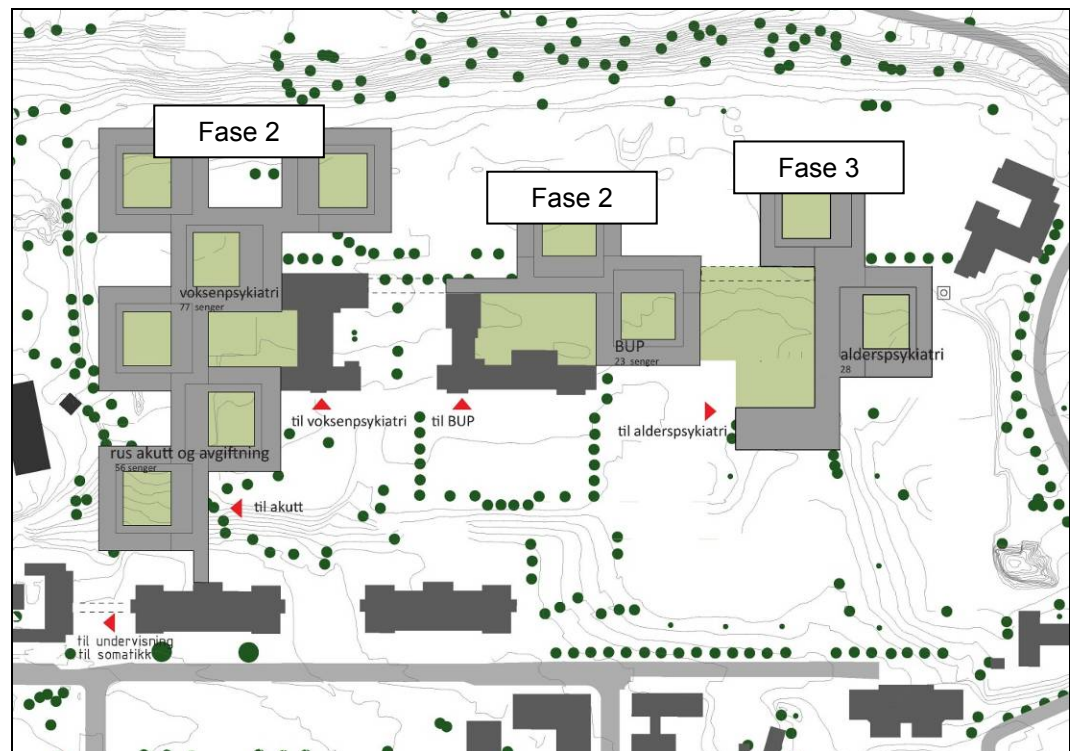 Fase 2
Fase 2
Fase 3
voksenpsykiatri
77 senger
BUP
23 senger
alderspsykiatri
28
til voksenpsykiatri
til BUP
til alderspsykiatri
rus akutt og avgiftning
56 senger
til akutt
til undervisning
til somatikk